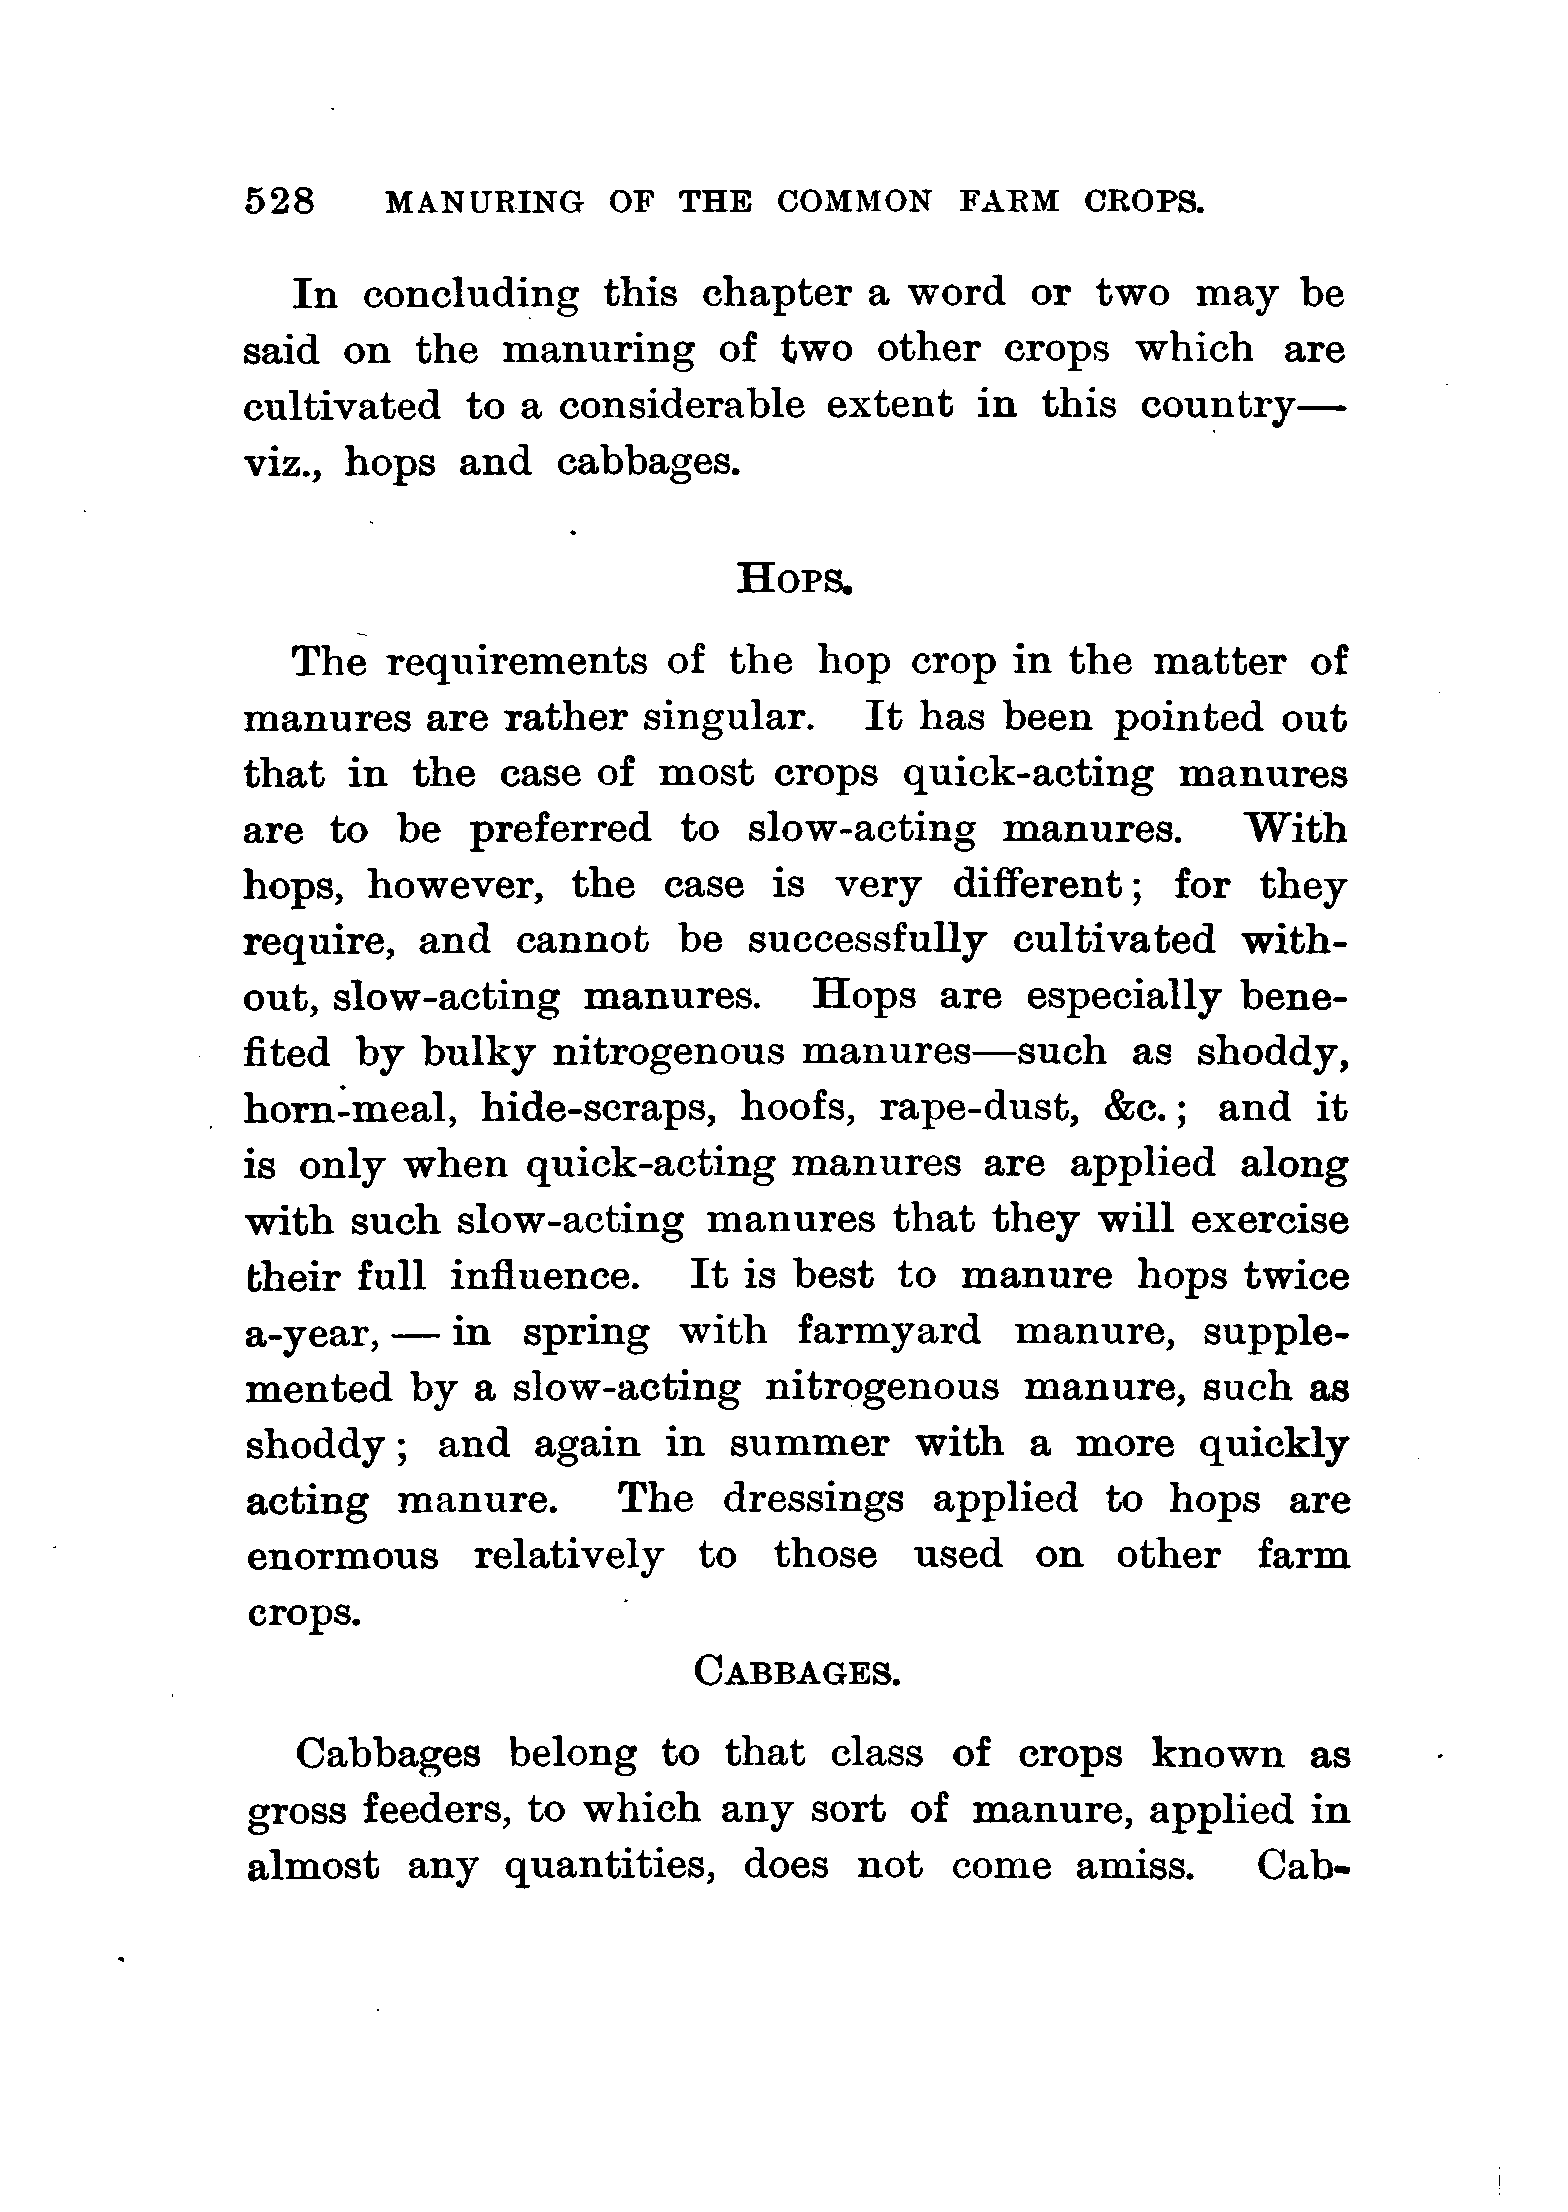 528 MANURING OF THE COMMON FARM CROPS.
In concluding this chapter a word or two may be
said on the manuring of two other crops which are
cultivated to a considerable extent in this country—
viz., hops and cabbages.
HOPS.
The requirements of the hop crop in the matter of
manures are rather singular. It has been pointed out
that in the case of most crops quick-acting manures
are to be preferred to slow-acting manures. With
hops, however, the case is very different; for they
require, and cannot be successfully cultivated with-
out, slow-acting manures. Hops are especially bene-
fited by bulky nitrogenous manures—such as shoddy,
horn-meal, hide-scraps, hoofs, rape-dust, &c.; and it
is only when quick-acting manures are applied along
with such slow-acting manures that they will exercise
their full influence. It is best to manure hops twice
a-year, — in spring with farmyard manure, supple-
mented by a slow-acting nitrogenous manure, such as
shoddy; and again in summer with a more quickly
acting manure. The dressings applied to hops are
enormous relatively to those used on other farm
crops.
CABBAGES.
Cabbages belong to that class of crops known as
gross feeders, to which any sort of manure, applied in
almost any quantities, does not come amiss. Cab-